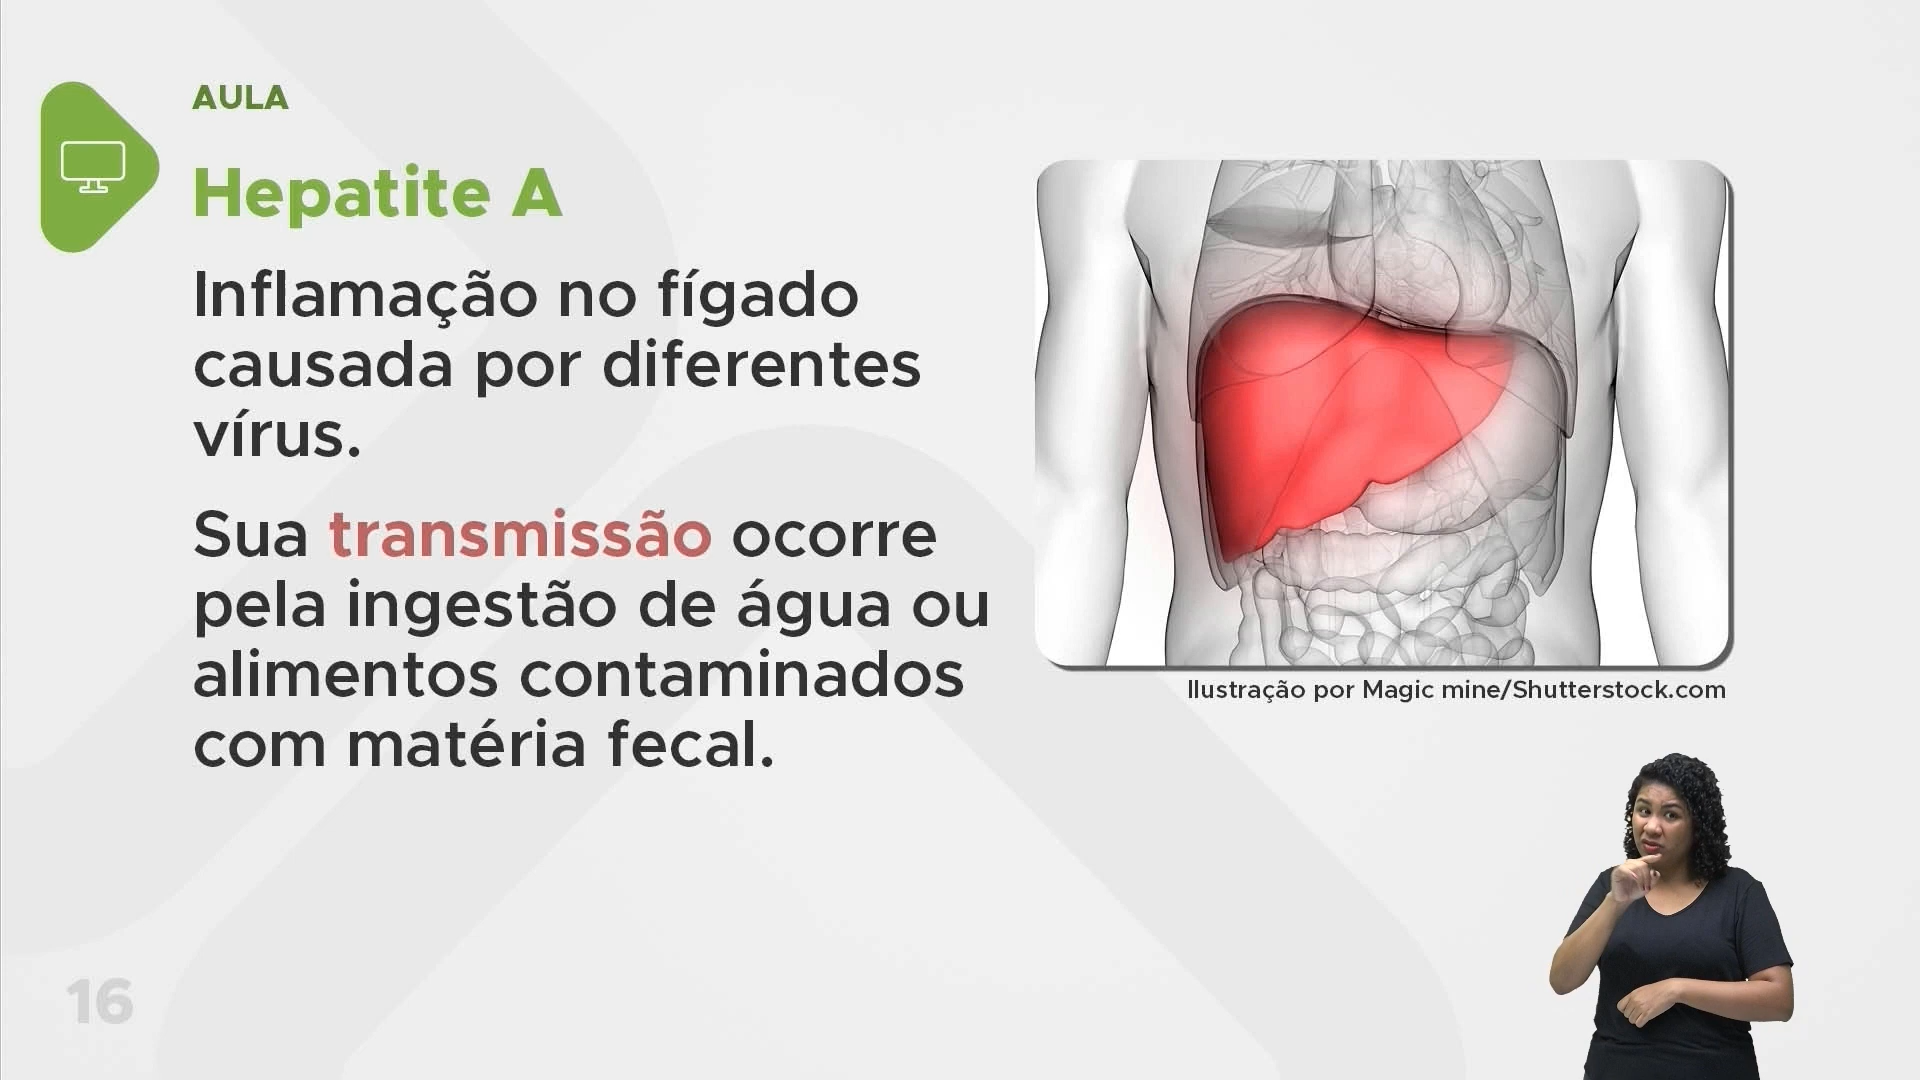 AULA
Hepatite A
Inflamação no fígado
causada por diferentes
vírus.
Sua transmissão ocorre
pela ingestão de água ou
alimentos contaminados
com matéria fecal.
Ilustração por Magic mine/Shutterstock.com
16